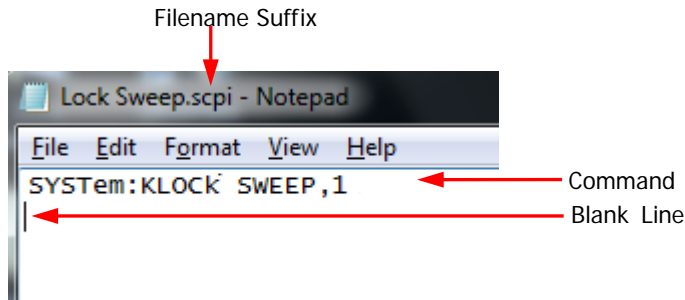 Filename Suffix
Lock Sweep.scpi - Notepad
File Edit Format View Help
SYSTem:KLOCk SWEEP,1
Command
Blank Line